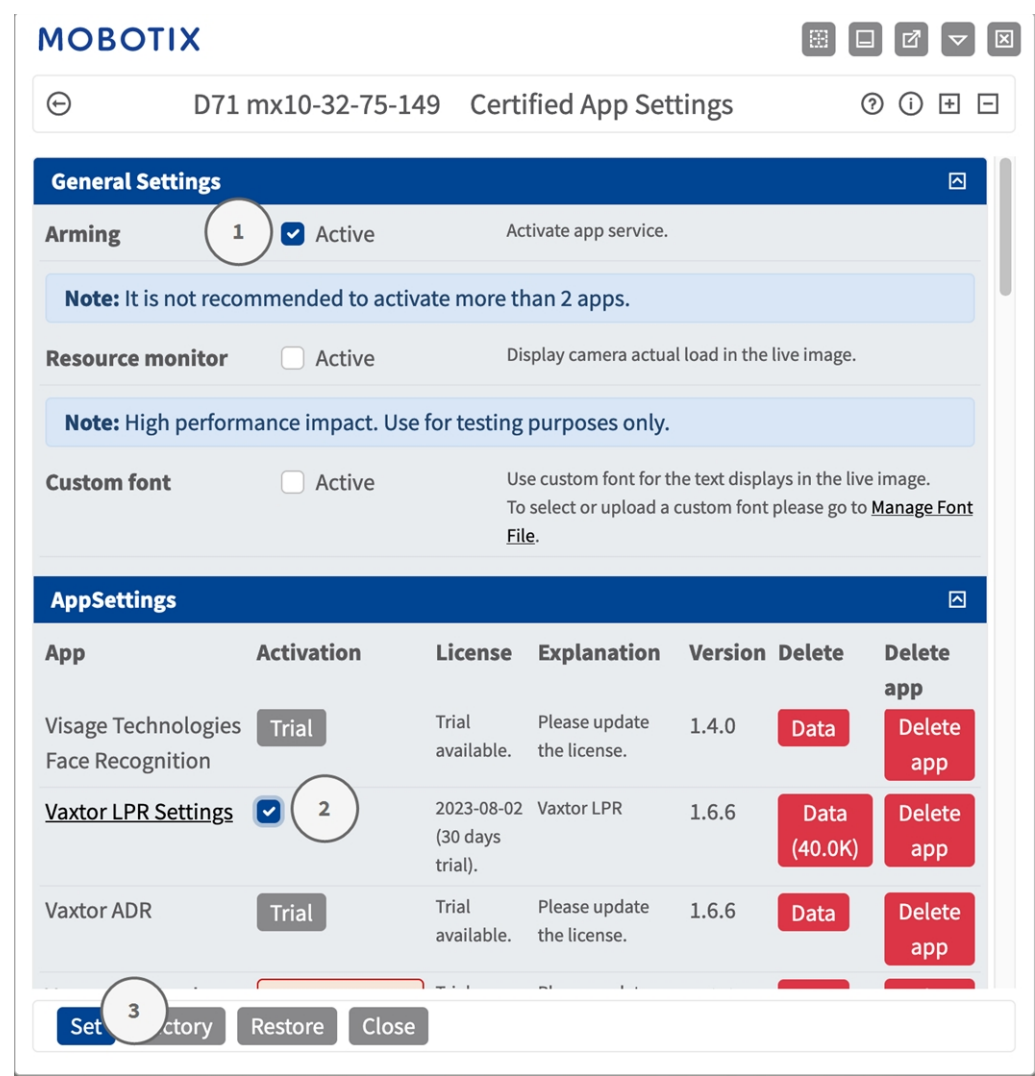 MOBOTIX
D71 mx10-32-75-149 Certified App Settings
General Settings
Arming 1 Active Activate app service.
Note: It is not recommended to activate more than 2 apps.
Resource monitor Active Display camera actual load in the live image.
Note: High performance impact. Use for testing purposes only.
Custom font Active Use custom font for the text displays in the live image.
To select or upload a custom font please go to Manage Font
File.
AppSettings
App Activation License Explanation Version Delete Delete
app
Visage Technologies Trial Trial Please update 1.4.0 Data Delete
Face Recognition available. the license. app
Vaxtor LPR Settings 2 2023-08-02 Vaxtor LPR 1.6.6 Data Delete
(30 days (40.0K) app
trial).
Vaxtor ADR Trial Trial Please update 1.6.6 Data Delete
available. the license. app
Set 3 ctory Restore Close